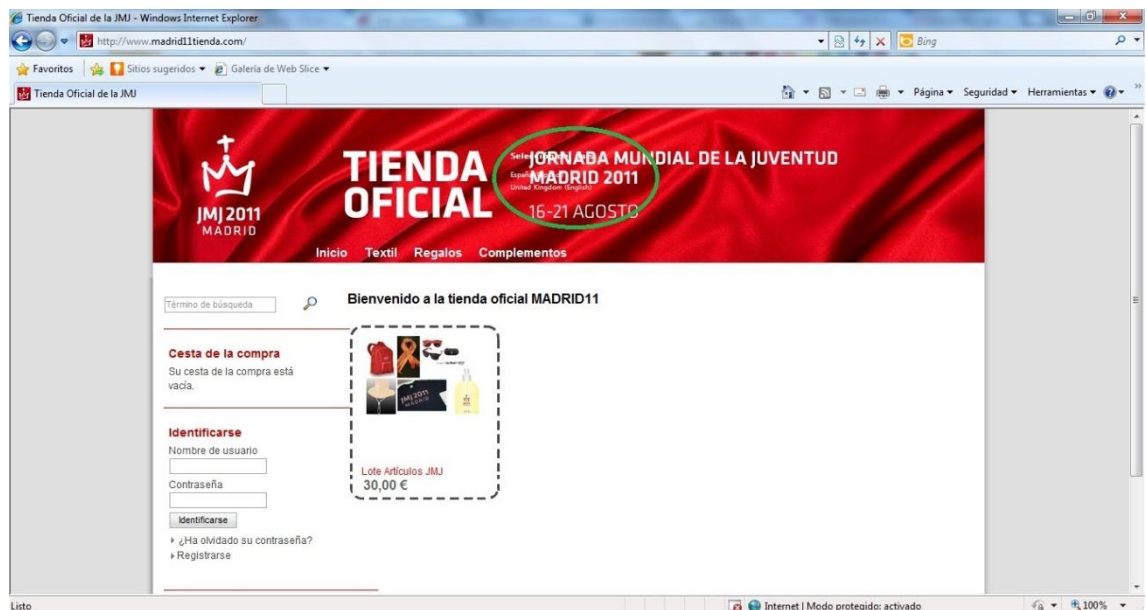 Tienda Oficial de la JMJ - Windows Internet Explorer
http://www.madrid11tienda.com/
Bing
Favoritos
Sitios sugeridos
Galería de Web Slice
Tienda Oficial de la JMJ
Página
Seguridad
Herramientas
JMJ 2011
MADRID
TIENDA
OFICIAL
JORNADA MUNDIAL DE LA JUVENTUD
MADRID 2011
United Kingdom (English)
16-21 AGOSTO
Inicio Textil Regalos Complementos
Término de búsqueda
Bienvenido a la tienda oficial MADRID11
Cesta de la compra
Su cesta de la compra está
vacía.
JMJ 2011
MADRID
Lote Artículos JMJ
30,00 €
Identificarse
Nombre de usuario
Contraseña
Identificarse
¿Ha olvidado su contraseña?
Registrarse
Listo
Internet | Modo protegido: activado
100%